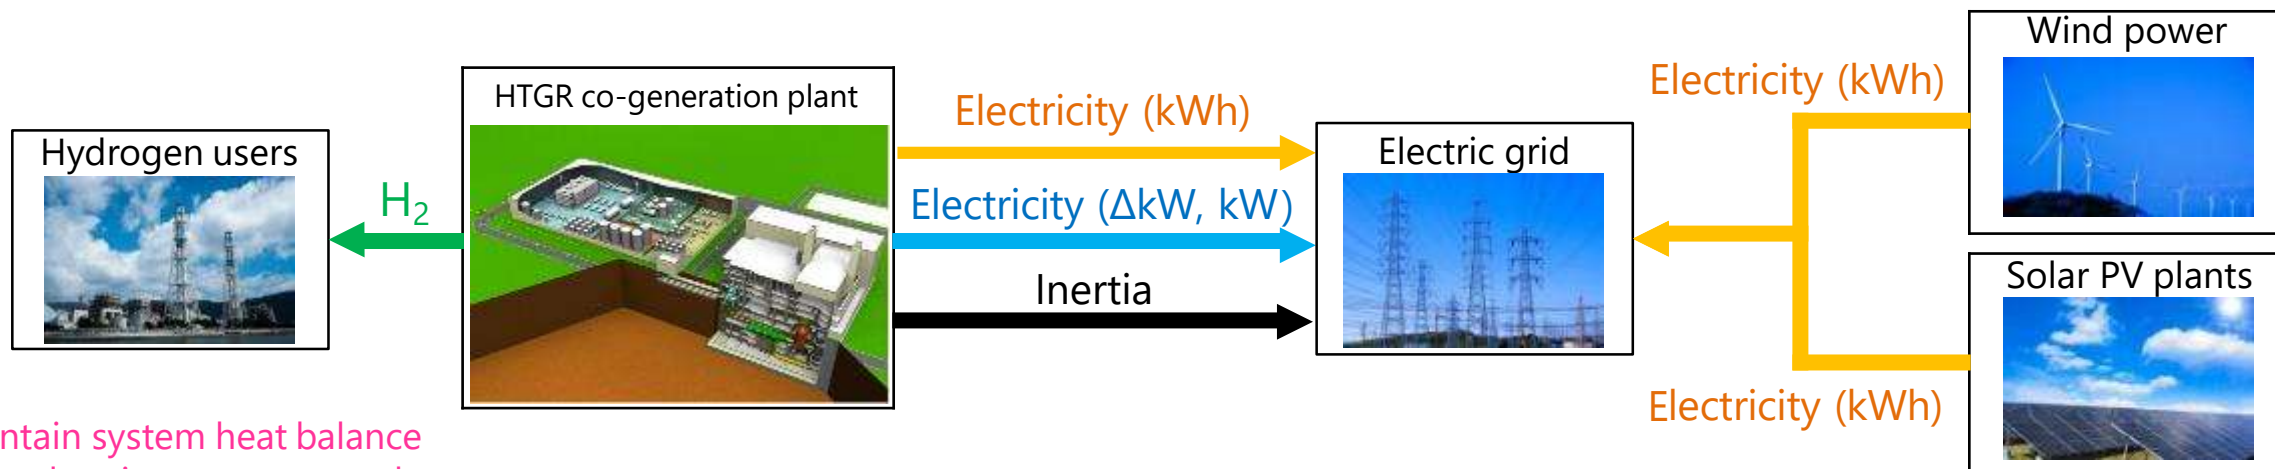 Wind power
Electricity (kWh)
HTGR co-generation plant
Electricity (kWh)
Hydrogen users
Electric grid
H₂
Electricity (ΔkW, kW)
Solar PV plants
Inertia
Electricity (kWh)
system heat balance